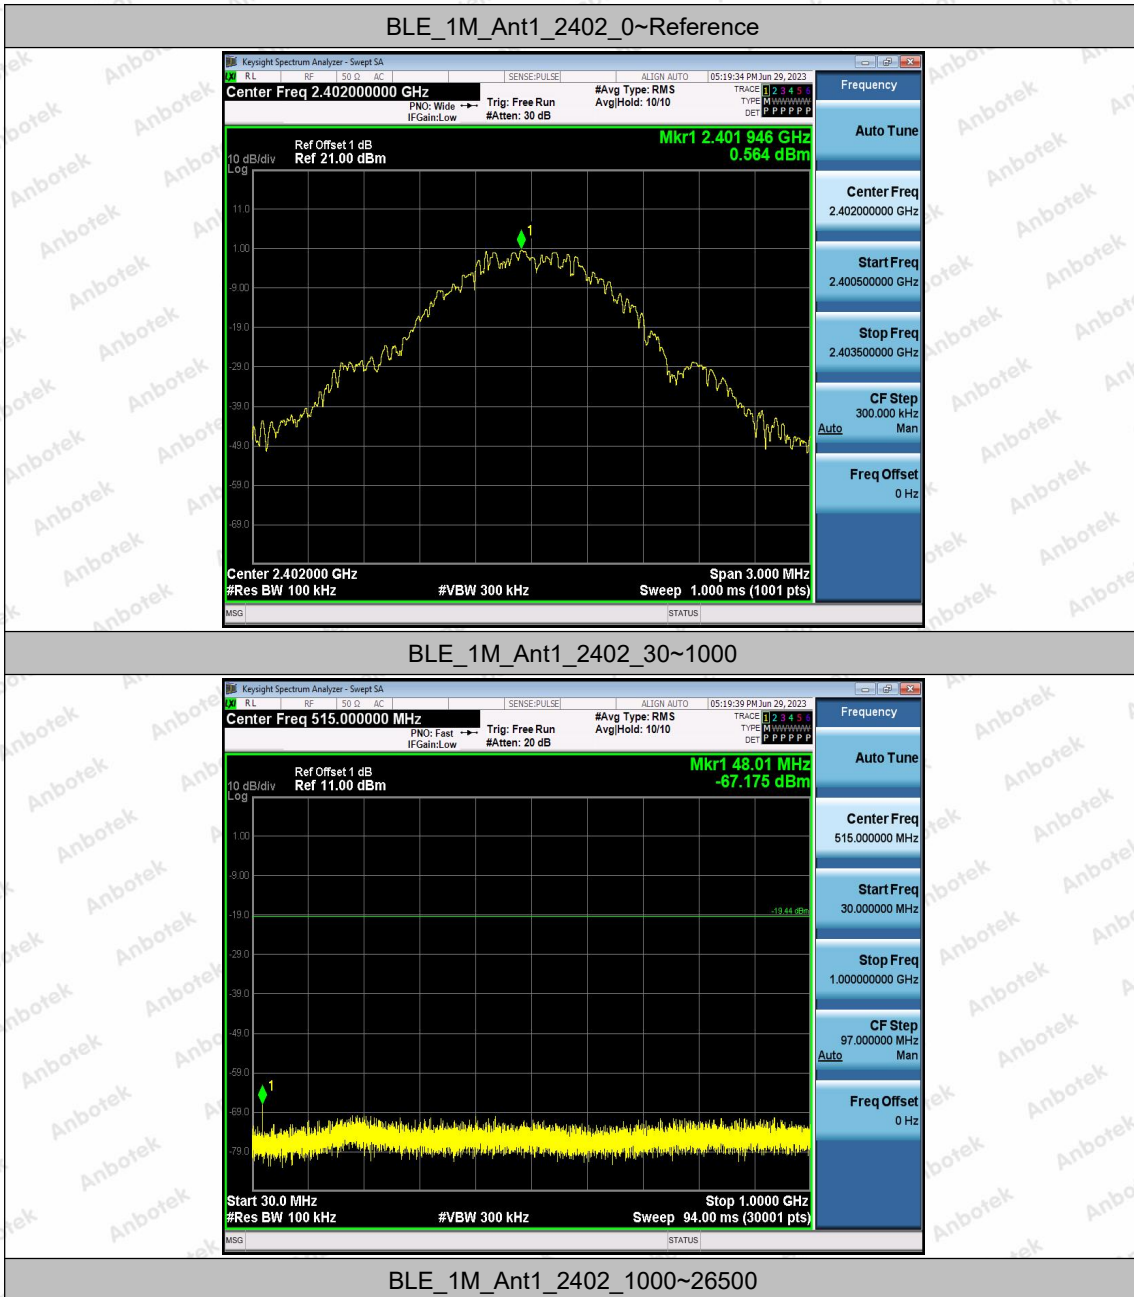 BLE_1M_Ant1_2402_0~Reference
Keysight Spectrum Analyzer - Swept SA
LXI RL RF 50 Ω AC SENSE:PULSE ALIGN AUTO 05:19:34 PM Jun 29, 2023
Center Freq 2.402000000 GHz
PNO: Wide
IFGain:Low
Trig: Free Run
#Atten: 30 dB
#Avg Type: RMS
Avg|Hold: 10/10
TRACE 1 2 3 4 5 6
TYPE M WWWWW
DET P P P P P P
Mkr1 2.401 946 GHz
0.564 dBm
Ref Offset 1 dB
10 dB/div Ref 21.00 dBm
Log
11.0
1.00
1
-9.00
-19.0
-29.0
-39.0
-49.0
-59.0
-69.0
Center 2.402000 GHz Span 3.000 MHz
#Res BW 100 kHz #VBW 300 kHz Sweep 1.000 ms (1001 pts)
MSG STATUS
Frequency
Auto Tune
Center Freq
2.402000000 GHz
Start Freq
2.400500000 GHz
Stop Freq
2.403500000 GHz
CF Step
300.000 kHz
Auto Man
Freq Offset
0 Hz
BLE_1M_Ant1_2402_30~1000
Keysight Spectrum Analyzer - Swept SA
LXI RL RF 50 Ω AC SENSE:PULSE ALIGN AUTO 05:19:39 PM Jun 29, 2023
Center Freq 515.000000 MHz
PNO: Fast
IFGain:Low
Trig: Free Run
#Atten: 20 dB
#Avg Type: RMS
Avg|Hold: 10/10
TRACE 1 2 3 4 5 6
TYPE M WWWWW
DET P P P P P P
Mkr1 48.01 MHz
-67.175 dBm
Ref Offset 1 dB
10 dB/div Ref 11.00 dBm
Log
1.00
-9.00
-19.0
-19.44 dBm
-29.0
-39.0
-49.0
-59.0
1
-69.0
-79.0
Start 30.0 MHz Stop 1.0000 GHz
#Res BW 100 kHz #VBW 300 kHz Sweep 94.00 ms (30001 pts)
MSG STATUS
Frequency
Auto Tune
Center Freq
515.000000 MHz
Start Freq
30.000000 MHz
Stop Freq
1.000000000 GHz
CF Step
97.000000 MHz
Auto Man
Freq Offset
0 Hz
BLE_1M_Ant1_2402_1000~26500
Anbotek